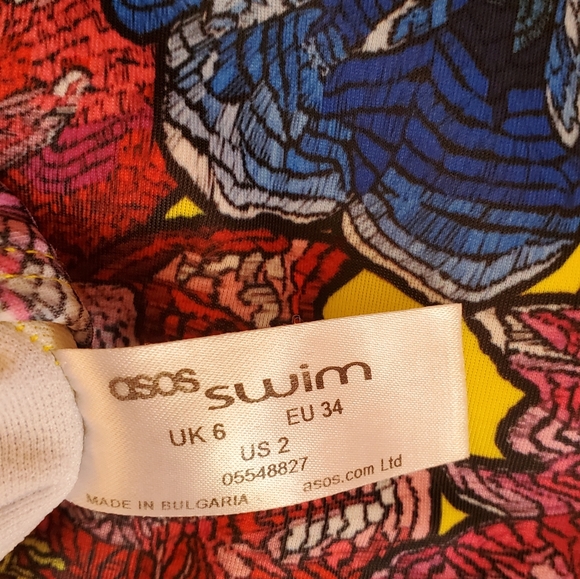 asos swim
UK 6 EU 34
US 2
05548827
MADE IN BULGARIA asos.com Ltd